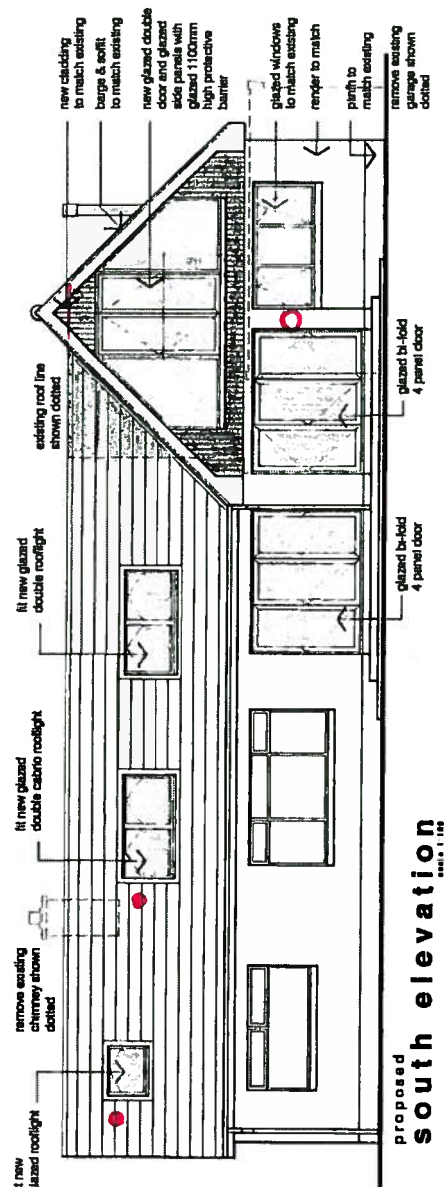 t new
glazed rooflight
remove existing
chimney shown
dotted
fit new glazed
double cabrio rooflight
fit new glazed
double rooflight
existing roof line
shown dotted
new cladding
to match existing
barge & soffit
to match existing
new glazed double
door and glazed
side panels with
glazed 1100mm
high protective
barrier
glazed windows
to match existing
render to match
plinth to
match existing
remove existing
garage shown
dotted
glazed bi-fold
4 panel door
glazed bi-fold
4 panel door
proposed
south elevation
scale 1:100